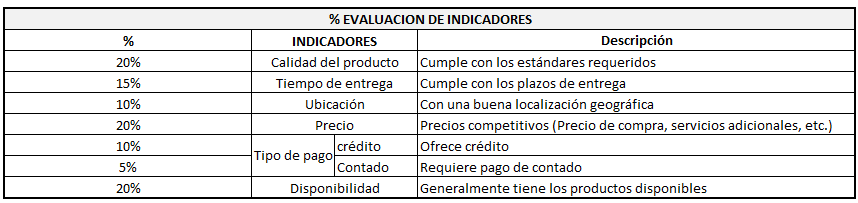 % EVALUACION DE INDICADORES
% INDICADORES Descripción
20% Calidad del producto Cumple con los estándares requeridos
15% Tiempo de entrega Cumple con los plazos de entrega
10% Ubicación Con una buena localización geográfica
20% Precio Precios competitivos (Precio de compra, servicios adicionales, etc.)
10% Tipo de pago crédito Ofrece crédito
5% Contado Requiere pago de contado
20% Disponibilidad Generalmente tiene los productos disponibles